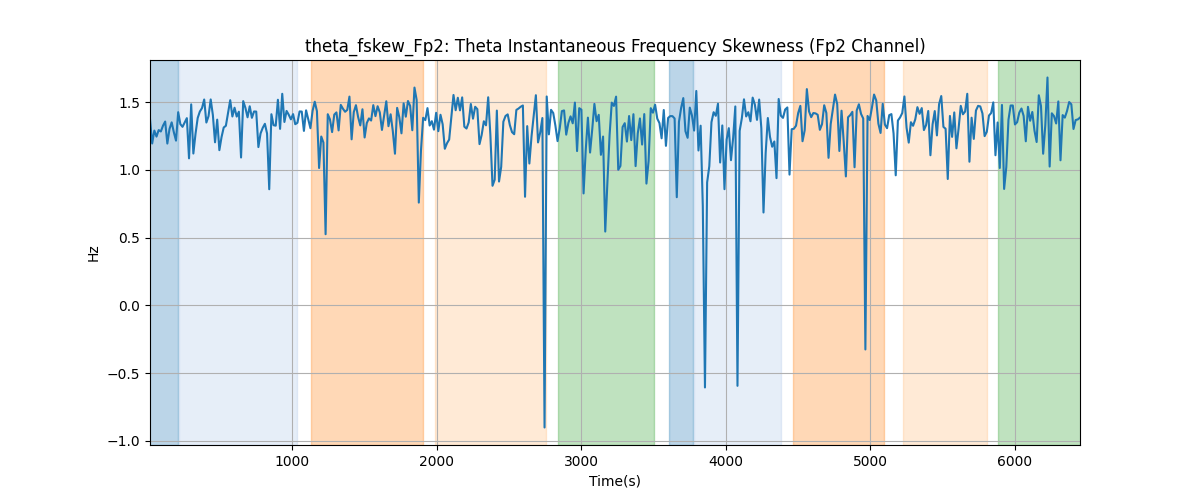 theta_fskew_Fp2: Theta Instantaneous Frequency Skewness (Fp2 Channel)
1.5
1.0
0.5
0.0
−0.5
−1.0
Hz
1000 2000 3000 4000 5000 6000
Time(s)